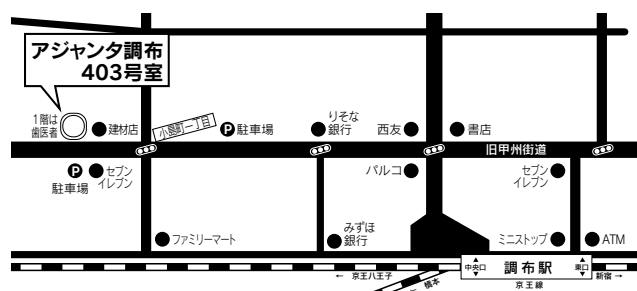 アジャンタ調布
403号室
1階は
歯医者
建材店
小島町一丁目
P 駐車場
りそな
銀行
西友
書店
旧甲州街道
P
駐車場
セブン
イレブン
パルコ
セブン
イレブン
ファミリーマート
みずほ
銀行
ミニストップ
ATM
中央口
調布駅
東口
← 京王八王子
橋本
京王線
新宿 →